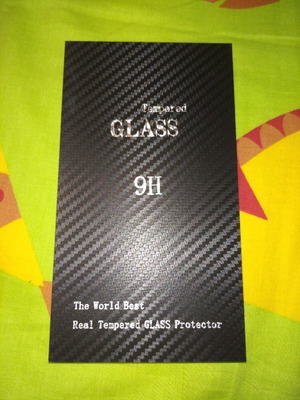 Tempered
GLASS
9H
The World Best
Real Tempered GLASS Protector